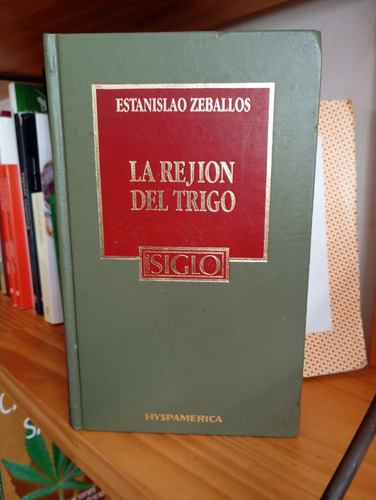 ESTANISLAO ZEBALLOS
LA REJION
DEL TRIGO
SIGLO
HYSPAMERICA
C.
S.